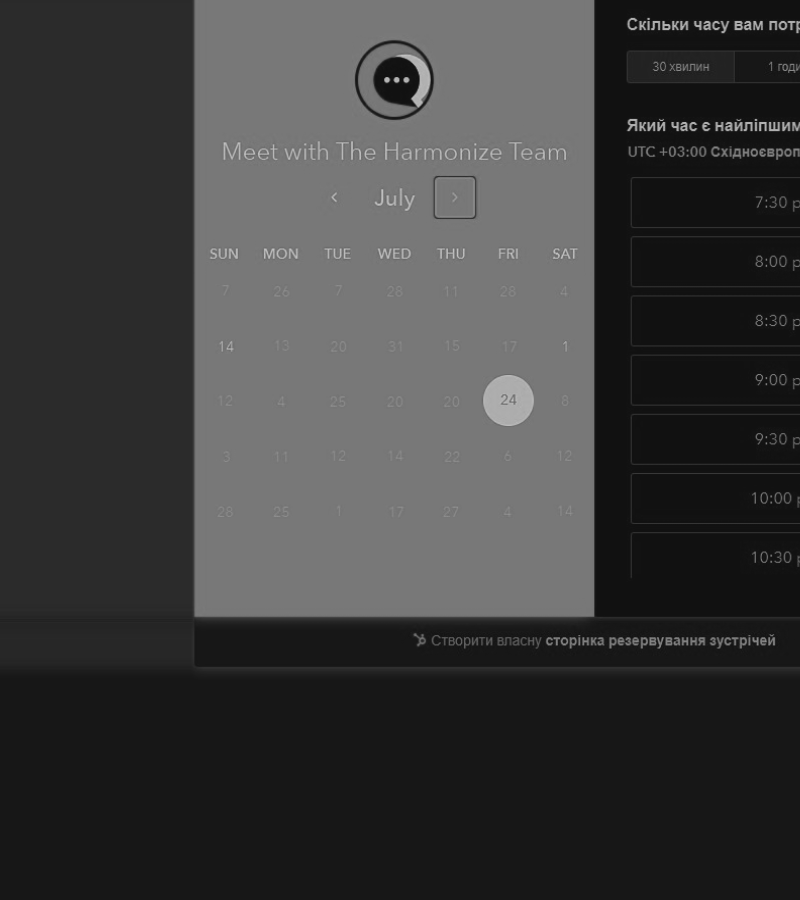 Meet with The Harmonize Team
July
SUN MON TUE WED THU FRI SAT
7 26 7 28 11 28 4
14 13 20 31 15 17 1
12 4 25 20 20 24 8
3 11 12 14 22 6 12
28 25 1 17 27 4 14
Скільки часу вам потр
30 хвилин 1 годи
Який час є найліпшим
UTC +03:00 Східноєвроп
7:30 р
8:00 р
8:30 р
9:00 р
9:30 р
10:00 р
10:30 р
Створити власну сторінка резервування зустрічей